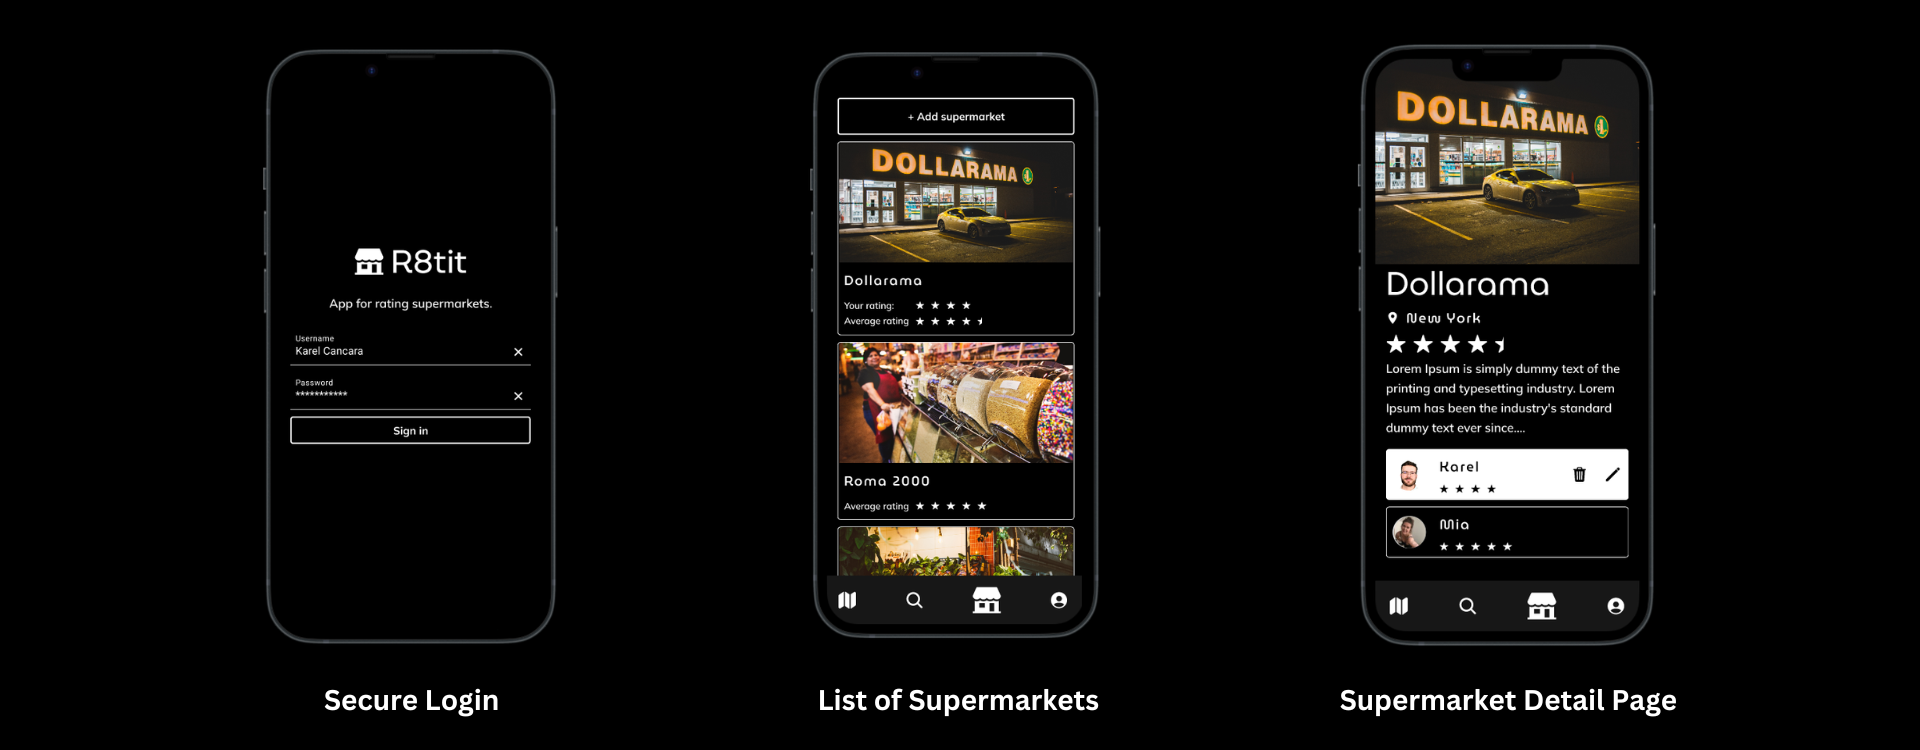 R8tit
App for rating supermarkets.
Username
Karel Cancara
Password
***********
Sign in
Secure Login
+ Add supermarket
DOLLARAMA
Dollarama
Your rating:
Average rating
Roma 2000
Average rating
List of Supermarkets
DOLLARAMA
Dollarama
New York
Lorem Ipsum is simply dummy text of the
printing and typesetting industry. Lorem
Ipsum has been the industry's standard
dummy text ever since....
Karel
Mia
Supermarket Detail Page